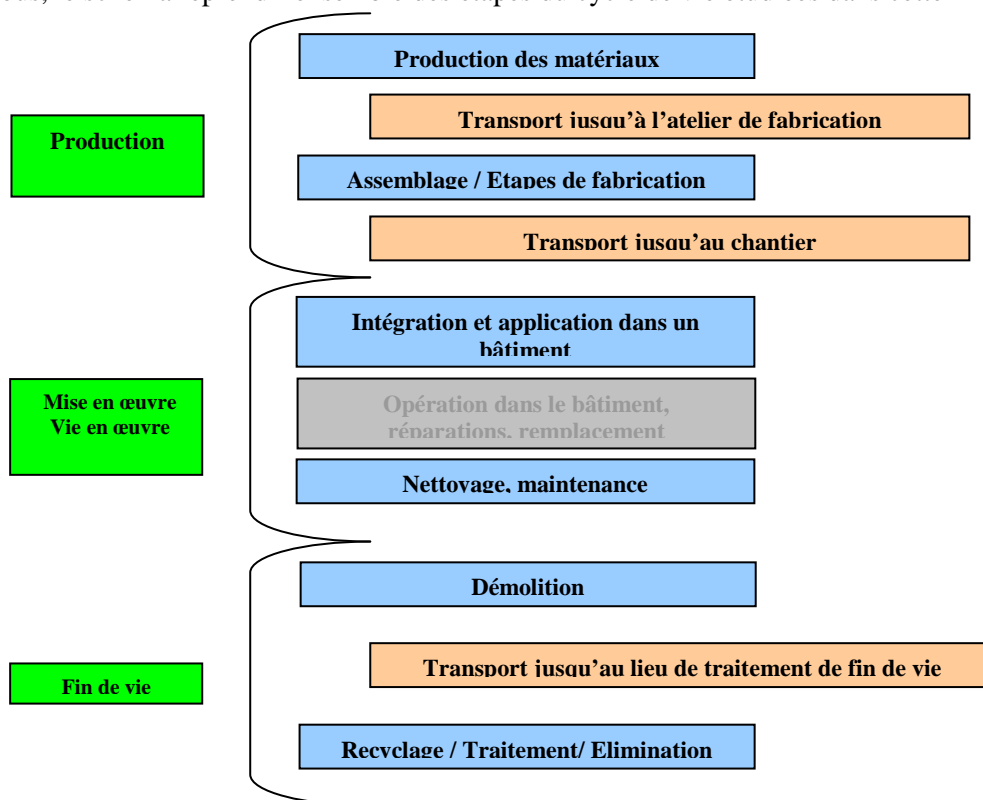 Production des matériaux
Transport jusqu'à l'atelier de fabrication
Production
Assemblage / Etapes de fabrication
Transport jusqu'au chantier
Intégration et application dans un
bâtiment
Mise en œuvre
Vie en œuvre
Opération dans le bâtiment,
réparations, remplacement
Nettoyage, maintenance
Démolition
Transport jusqu'au lieu de traitement de fin de vie
Fin de vie
Recyclage / Traitement/ Elimination